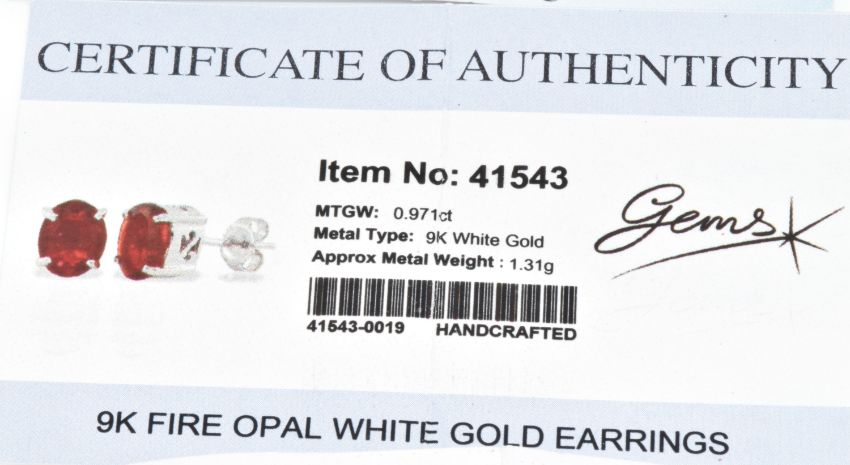 CERTIFICATE OF AUTHENTICITY
Item No: 41543
MTGW: 0.971ct
Metal Type: 9K White Gold
Approx Metal Weight : 1.31g
41543-0019 HANDCRAFTED
Gems
9K FIRE OPAL WHITE GOLD EARRINGS